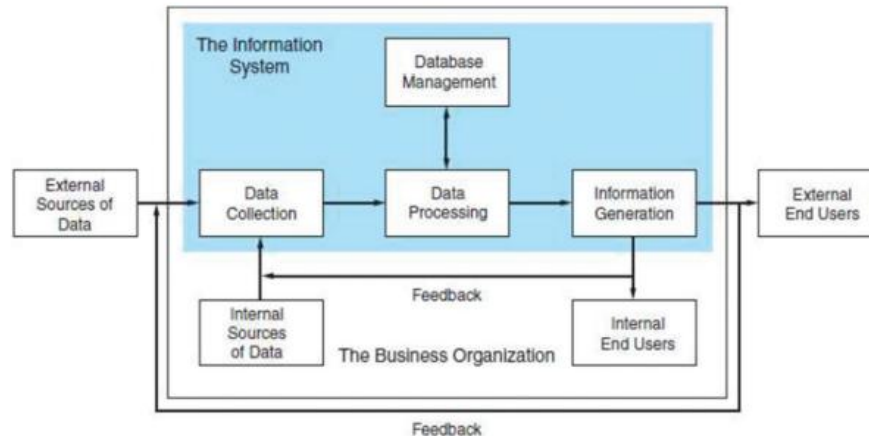 The Information
System
Database
Management
External
Sources of
Data
Data
Collection
Data
Processing
Information
Generation
External
End Users
Feedback
Internal
Sources
of Data
The Business Organization
Internal
End Users
Feedback